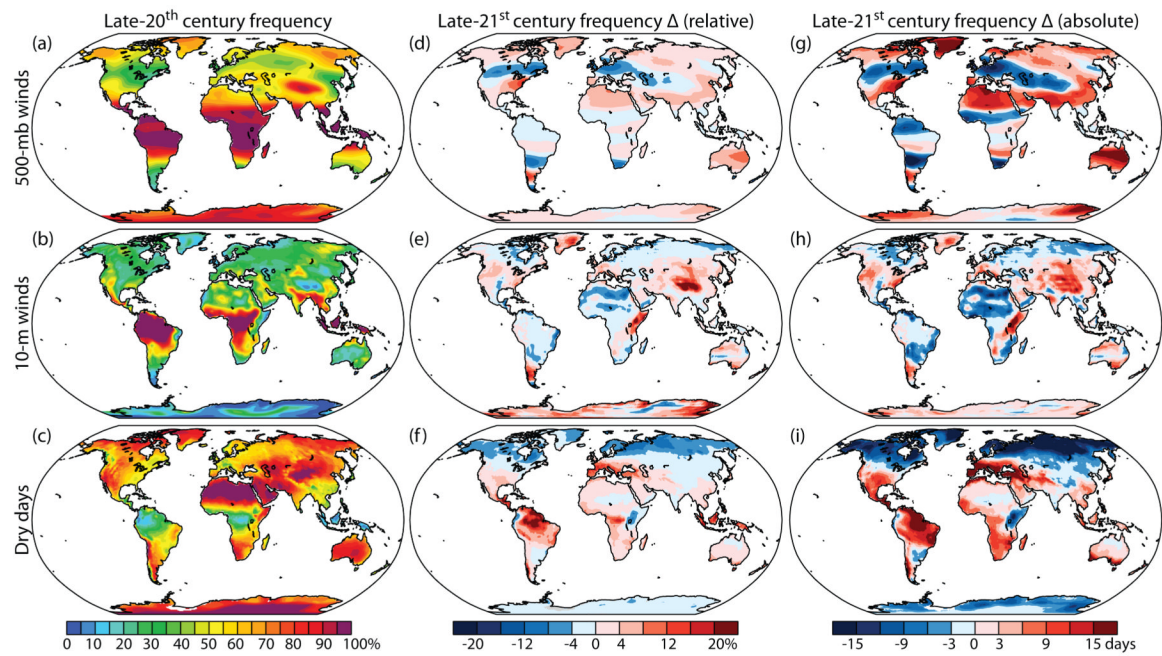 Late-20th century frequency
Late-21st century frequency Δ (relative)
Late-21st century frequency Δ (absolute)
500-mb winds
(a)
(d)
(g)
10-m winds
(b)
(e)
(h)
Dry days
(c)
(f)
(i)
0 10 20 30 40 50 60 70 80 90 100%
-20 -12 -4 0 4 12 20%
-15 -9 -3 0 3 9 15 days